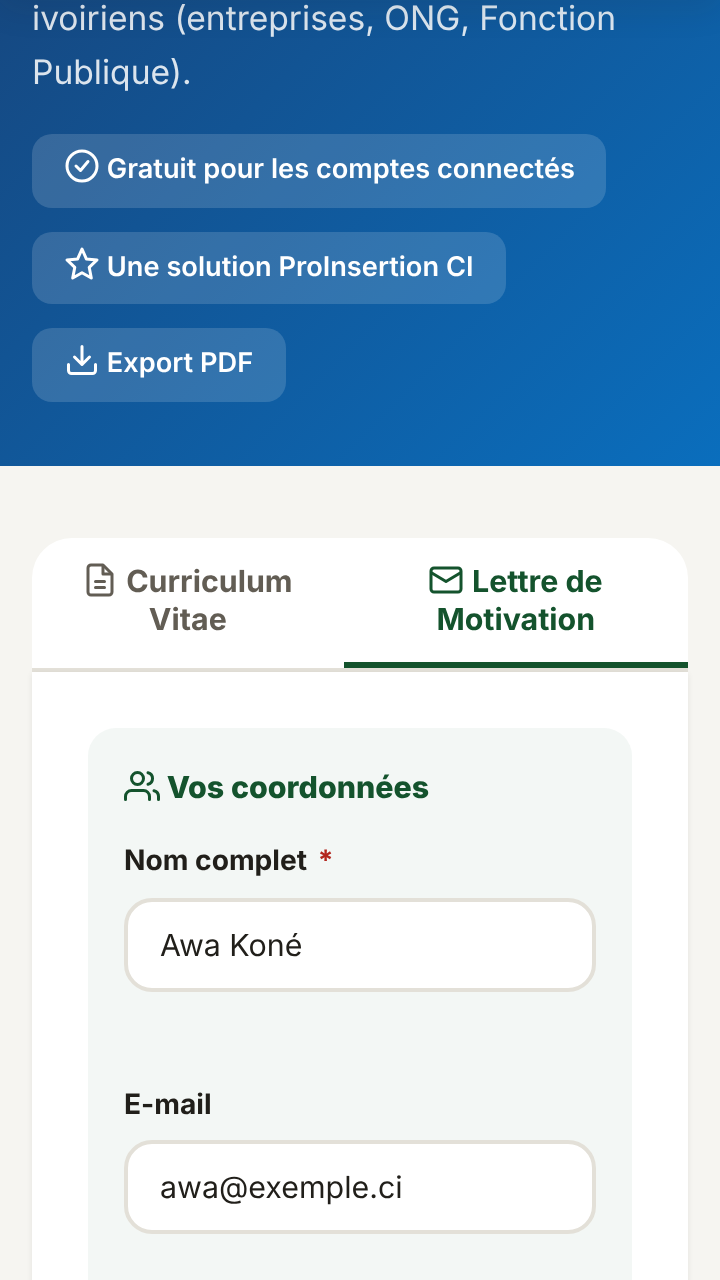 ivoiriens (entreprises, ONG, Fonction
Publique).
Gratuit pour les comptes connectés
Une solution ProInsertion CI
Export PDF
Curriculum
Vitae
Lettre de
Motivation
Vos coordonnées
Nom complet *
Awa Koné
E-mail
awa@exemple.ci